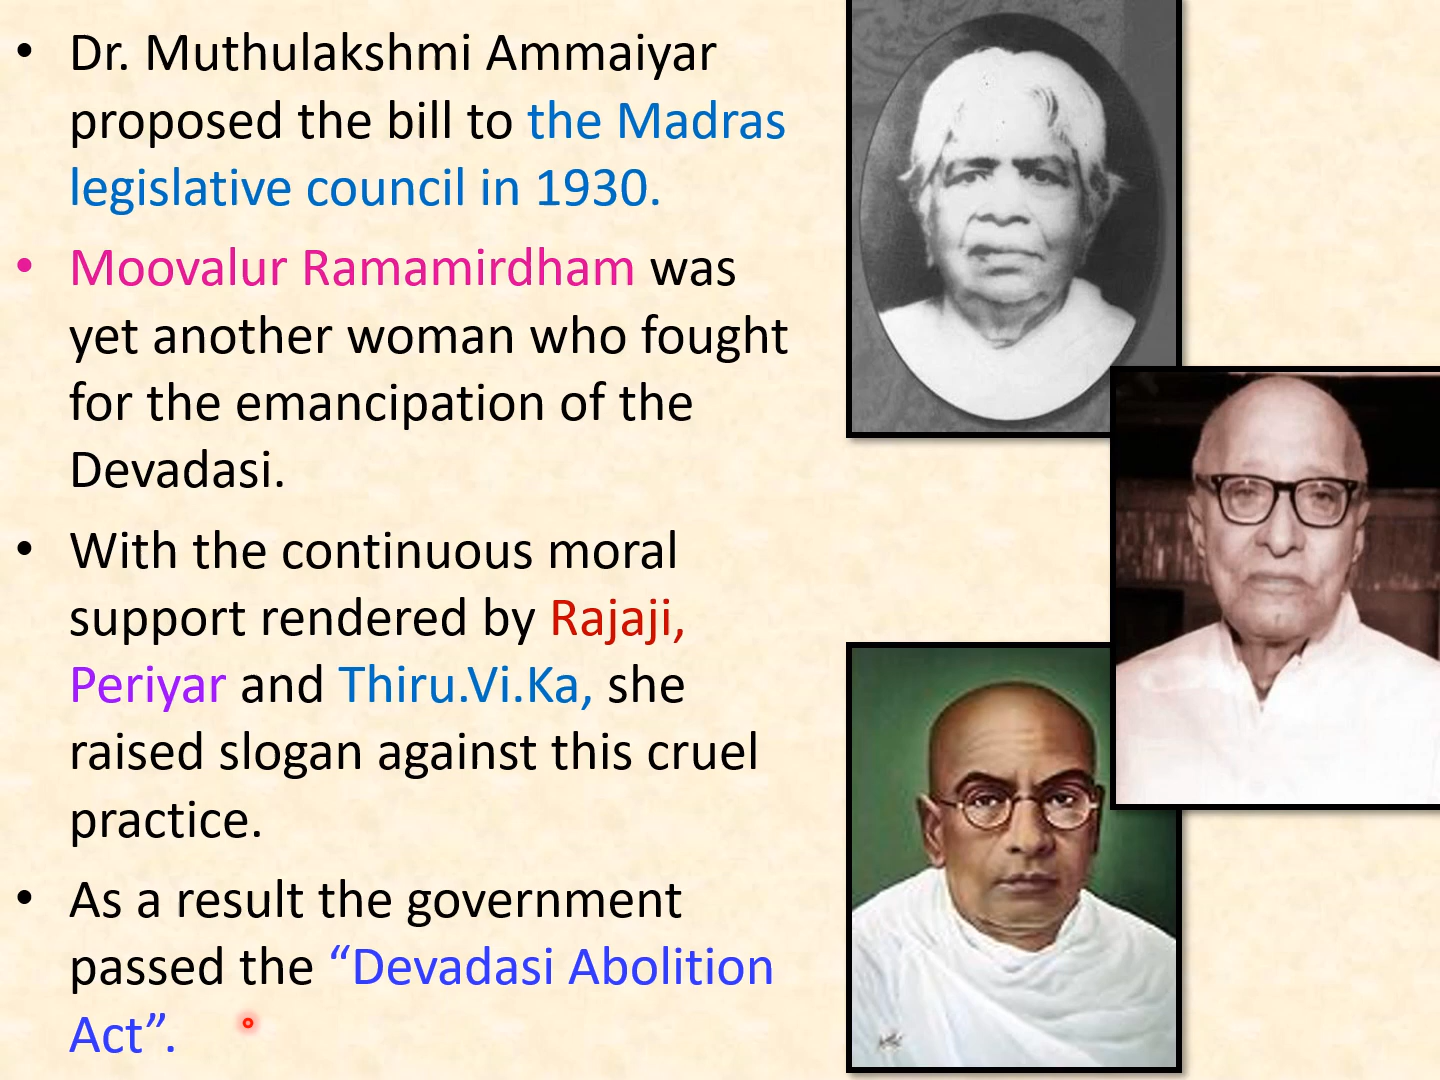 • Dr. Muthulakshmi Ammaiyar
proposed the bill to the Madras
legislative council in 1930.
• Moovalur Ramamirdham was
yet another woman who fought
for the emancipation of the
Devadasi.
• With the continuous moral
support rendered by Rajaji,
Periyar and Thiru.Vi.Ka, she
raised slogan against this cruel
practice.
• As a result the government
passed the “Devadasi Abolition
Act”.